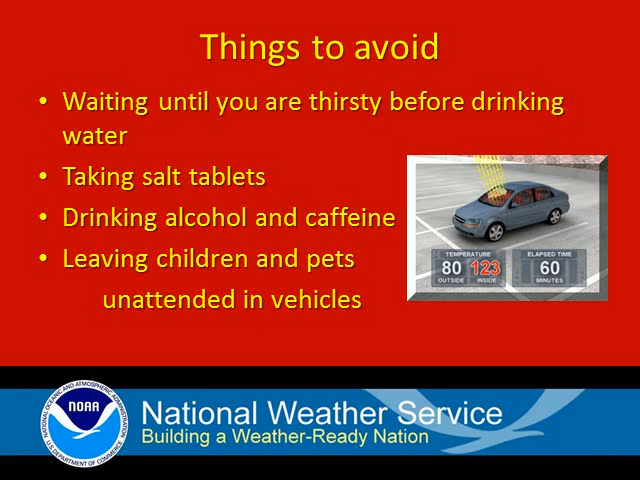 Things to avoid
• Waiting until you are thirsty before drinking
water
• Taking salt tablets
• Drinking alcohol and caffeine
• Leaving children and pets
unattended in vehicles
TEMPERATURE
80 123
OUTSIDE INSIDE
ELAPSED TIME
60
MINUTES
NATIONAL OCEANIC AND ATMOSPHERIC ADMINISTRATION
NOAA
U.S. DEPARTMENT OF COMMERCE
National Weather Service
Building a Weather-Ready Nation